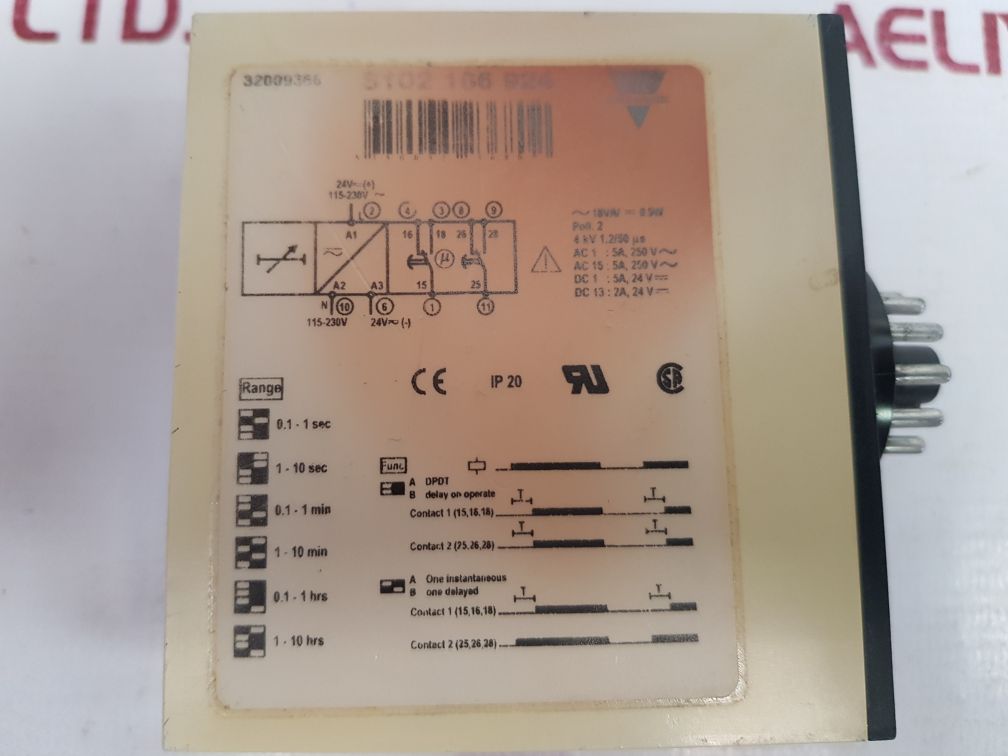 LTD.
AELI
32009366
5102 166 924
24V≂(+)
115-230V ~
2 4 3 8 9
A1 16 18 26 28
µ
A2 A3 15 25
N 10 6 1 11
115-230V 24V≂(-)
Poll. 2
4 kV 1.2/50 µs
AC 1 : 5A, 250 V~
AC 15 : 5A, 250 V~
DC 1 : 5A, 24 V⎓
DC 13 : 2A, 24 V⎓
CE IP 20 RU SA
Range
0.1 - 1 sec
1 - 10 sec
0.1 - 1 min
1 - 10 min
0.1 - 1 hrs
1 - 10 hrs
Func
A DPDT
B delay on operate
T T
Contact 1 (15,16,18)
T T
Contact 2 (25,26,28)
A One instantaneous
B one delayed
T T
Contact 1 (15,16,18)
Contact 2 (25,26,28)